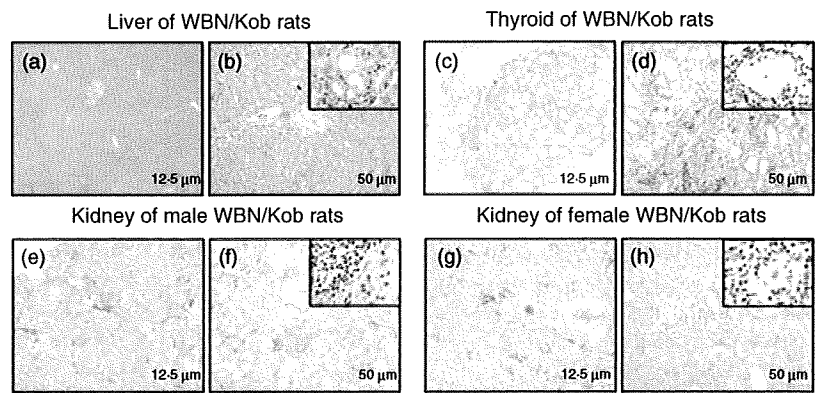 Liver of WBN/Kob rats
Thyroid of WBN/Kob rats
(a)
(b)
(c)
(d)
12·5 µm
50 µm
12·5 µm
50 µm
Kidney of male WBN/Kob rats
Kidney of female WBN/Kob rats
(e)
(f)
(g)
(h)
12·5 µm
50 µm
12·5 µm
50 µm